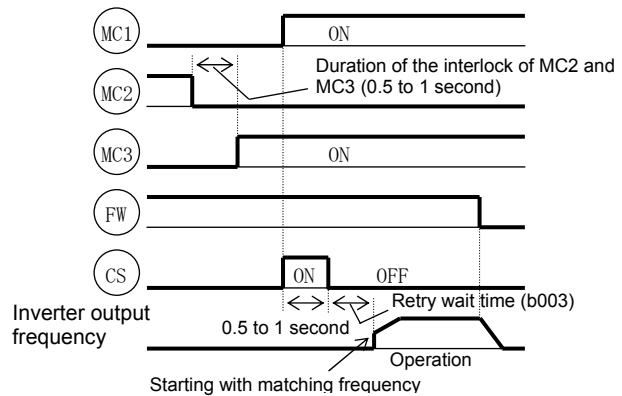 MC1
ON
Duration of the interlock of MC2 and
MC3 (0.5 to 1 second)
MC2
MC3
ON
FW
CS
ON
OFF
Retry wait time (b003)
Inverter output
frequency
0.5 to 1 second
Operation
Starting with matching frequency